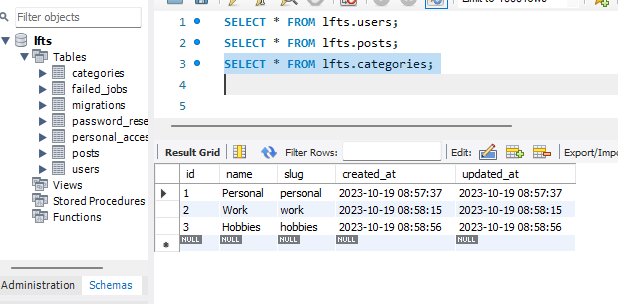 Filter objects
lfts
Tables
categories
failed_jobs
migrations
password_rese
personal_acces
posts
users
Views
Stored Procedures
Functions
Administration Schemas
1 SELECT * FROM lfts.users;
2 SELECT * FROM lfts.posts;
3 SELECT * FROM lfts.categories;
4
5
Result Grid Filter Rows: Edit: Export/Impo
id name slug created_at updated_at
1 Personal personal 2023-10-19 08:57:37 2023-10-19 08:57:37
2 Work work 2023-10-19 08:58:15 2023-10-19 08:58:15
3 Hobbies hobbies 2023-10-19 08:58:56 2023-10-19 08:58:56
NULL NULL NULL NULL NULL